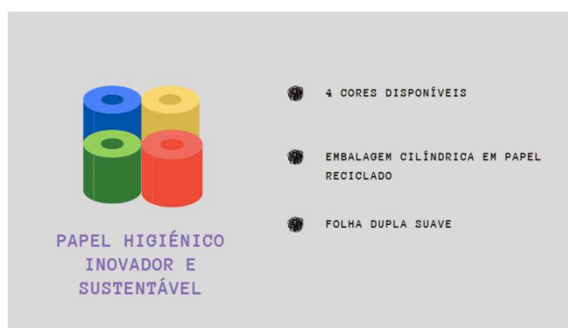 4 CORES DISPONÍVEIS
EMBALAGEM CILÍNDRICA EM PAPEL
RECICLADO
FOLHA DUPLA SUAVE
PAPEL HIGIÉNICO
INOVADOR E
SUSTENTÁVEL